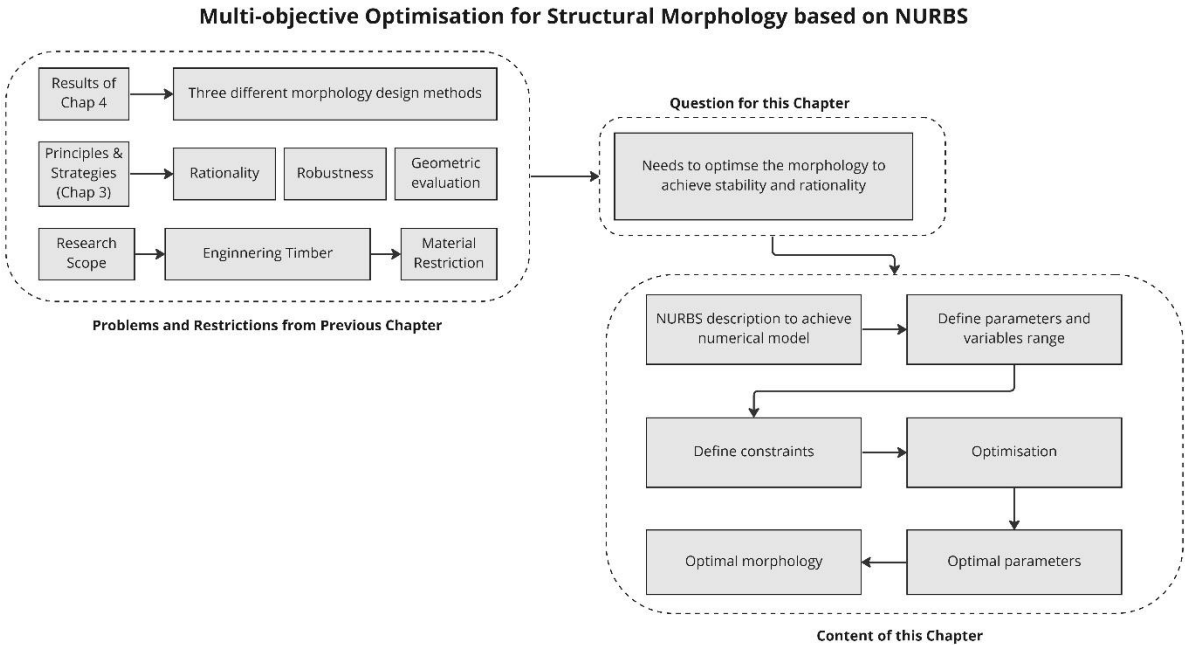 Multi-objective Optimisation for Structural Morphology based on NURBS
Results of
Chap 4
Three different morphology design methods
Principles &
Strategies
(Chap 3)
Rationality
Robustness
Geometric
evaluation
Research
Scope
Enginnering Timber
Material
Restriction
Problems and Restrictions from Previous Chapter
Question for this Chapter
Needs to optimse the morphology to
achieve stability and rationality
NURBS description to achieve
numerical model
Define parameters and
variables range
Define constraints
Optimisation
Optimal morphology
Optimal parameters
Content of this Chapter